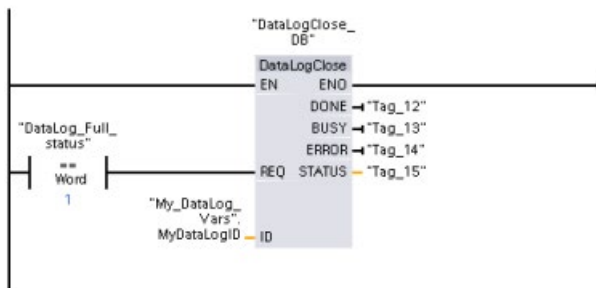 "DataLogClose_
DB"
DataLogClose
EN ENO
DONE "Tag_12"
"DataLog_Full_
status"
BUSY "Tag_13"
ERROR "Tag_14"
==
Word
1
REQ STATUS "Tag_15"
"My_DataLog_
Vars".
MyDataLogID ID